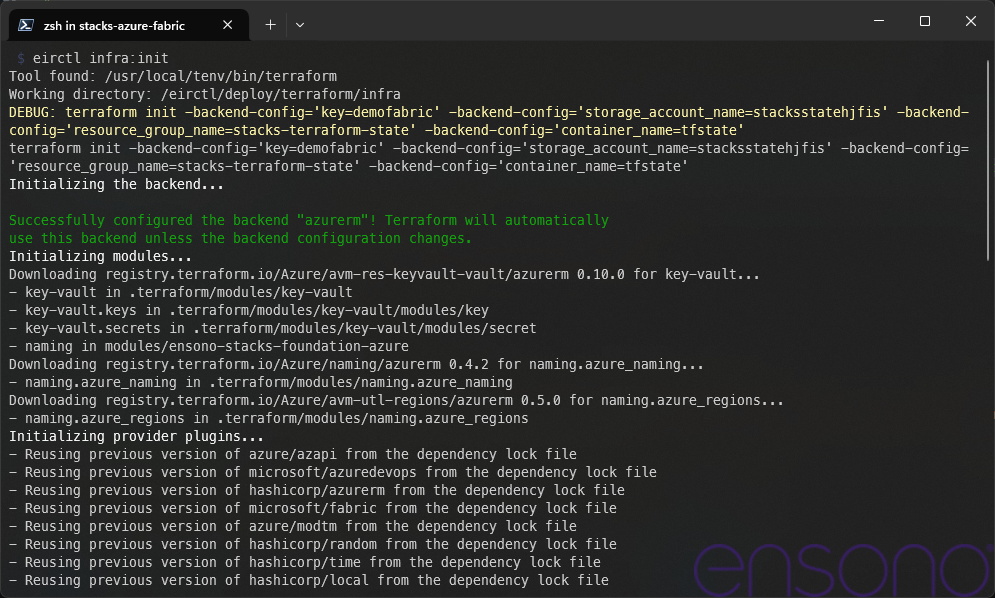 zsh in stacks-azure-fabric
$ eirctl infra:init
Tool found: /usr/local/tenv/bin/terraform
Working directory: /eirctl/deploy/terraform/infra
DEBUG: terraform init -backend-config='key=demofabric' -backend-config='storage_account_name=stacksstatehjfis' -backend-
config='resource_group_name=stacks-terraform-state' -backend-config='container_name=tfstate'
terraform init -backend-config='key=demofabric' -backend-config='storage_account_name=stacksstatehjfis' -backend-config=
'resource_group_name=stacks-terraform-state' -backend-config='container_name=tfstate'
Initializing the backend...
Successfully configured the backend "azurerm"! Terraform will automatically
use this backend unless the backend configuration changes.
Initializing modules...
Downloading registry.terraform.io/Azure/avm-res-keyvault-vault/azurerm 0.10.0 for key-vault...
- key-vault in .terraform/modules/key-vault
- key-vault.keys in .terraform/modules/key-vault/modules/key
- key-vault.secrets in .terraform/modules/key-vault/modules/secret
- naming in modules/ensono-stacks-foundation-azure
Downloading registry.terraform.io/Azure/naming/azurerm 0.4.2 for naming.azure_naming...
- naming.azure_naming in .terraform/modules/naming.azure_naming
Downloading registry.terraform.io/Azure/avm-utl-regions/azurerm 0.5.0 for naming.azure_regions...
- naming.azure_regions in .terraform/modules/naming.azure_regions
Initializing provider plugins...
- Reusing previous version of azure/azapi from the dependency lock file
- Reusing previous version of microsoft/azuredevops from the dependency lock file
- Reusing previous version of hashicorp/azurerm from the dependency lock file
- Reusing previous version of microsoft/fabric from the dependency lock file
- Reusing previous version of azure/modtm from the dependency lock file
- Reusing previous version of hashicorp/random from the dependency lock file
- Reusing previous version of hashicorp/time from the dependency lock file
- Reusing previous version of hashicorp/local from the dependency lock file
ensono